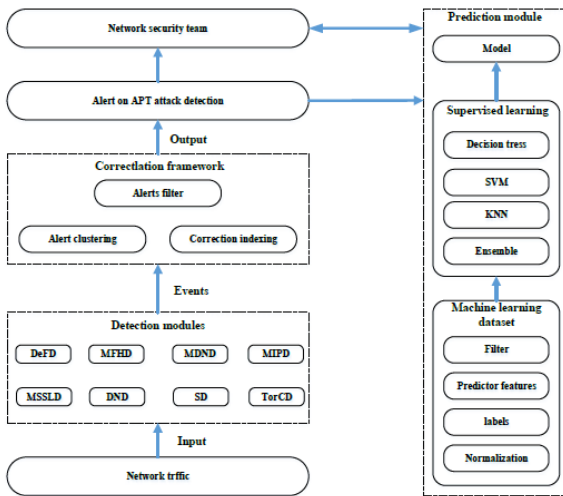 Network security team
Alert on APT attack detection
Output
Correctlation framework
Alerts filter
Alert clustering
Correction indexing
Events
Detection modules
DeFD
MFHD
MDND
MIPD
MSSLD
DND
SD
TorCD
Input
Network trffic
Prediction module
Model
Supervised learning
Decision tress
SVM
KNN
Ensemble
Machine learning
dataset
Filter
Predictor features
labels
Normalization